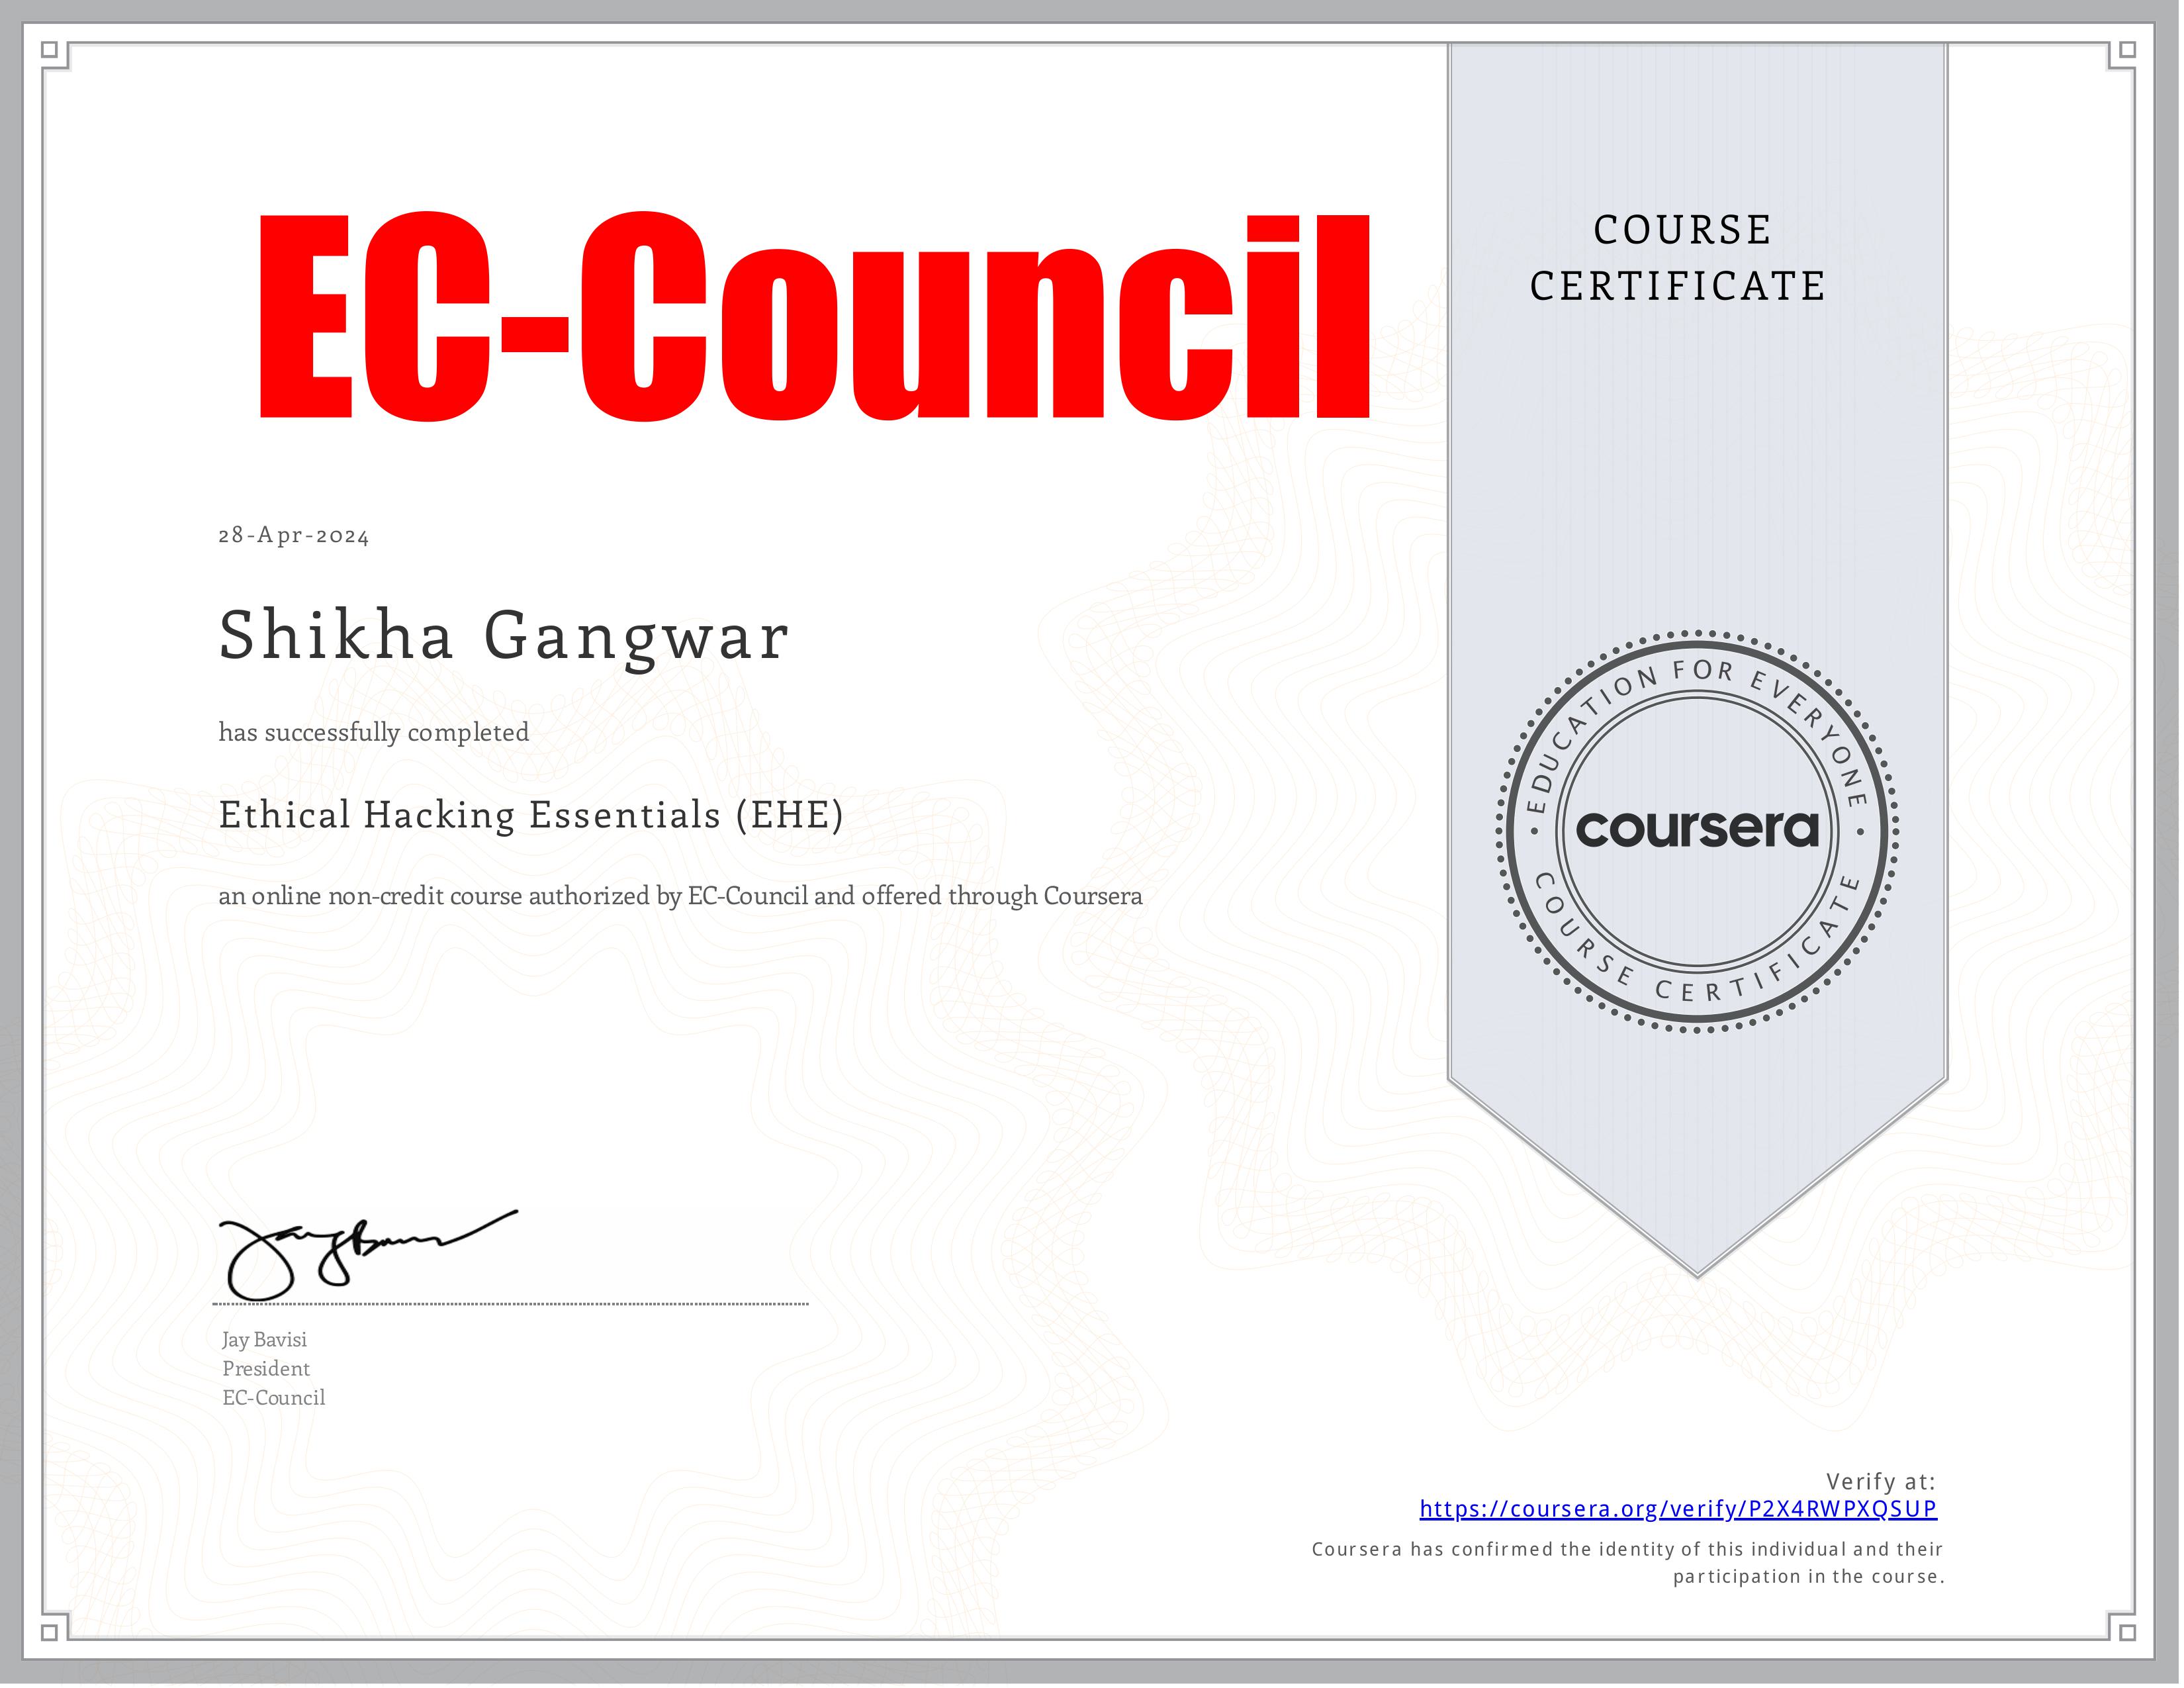 EC-Council
COURSE
CERTIFICATE
28-Apr-2024
Shikha Gangwar
has successfully completed
Ethical Hacking Essentials (EHE)
an online non-credit course authorized by EC-Council and offered through Coursera
EDUCATION FOR EVERYONE
coursera
COURSE CERTIFICATE
Jay Bavisi
President
EC-Council
Verify at:
https://coursera.org/verify/P2X4RWPXQSUP
Coursera has confirmed the identity of this individual and their
participation in the course.